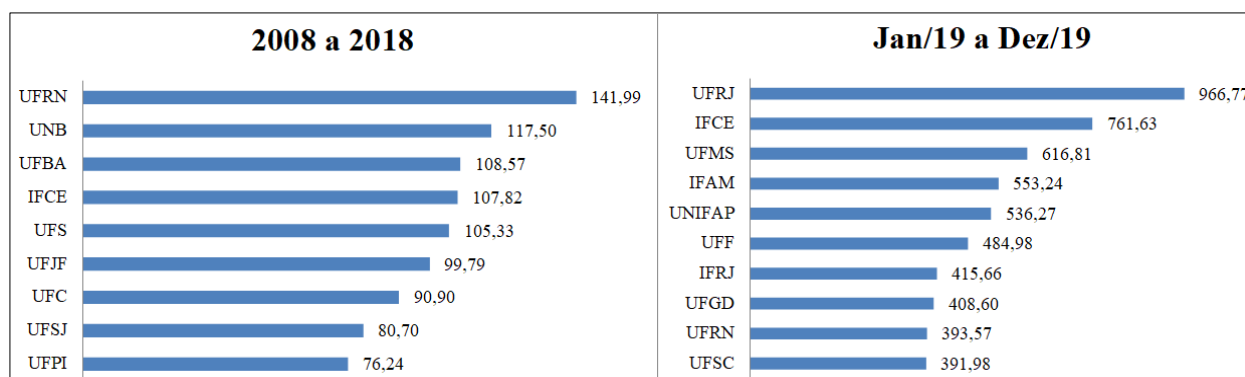 2008 a 2018
UFRN 141,99
UNB 117,50
UFBA 108,57
IFCE 107,82
UFS 105,33
UFJF 99,79
UFC 90,90
UFSJ 80,70
UFPI 76,24
Jan/19 a Dez/19
UFRJ 966,77
IFCE 761,63
UFMS 616,81
IFAM 553,24
UNIFAP 536,27
UFF 484,98
IFRJ 415,66
UFGD 408,60
UFRN 393,57
UFSC 391,98